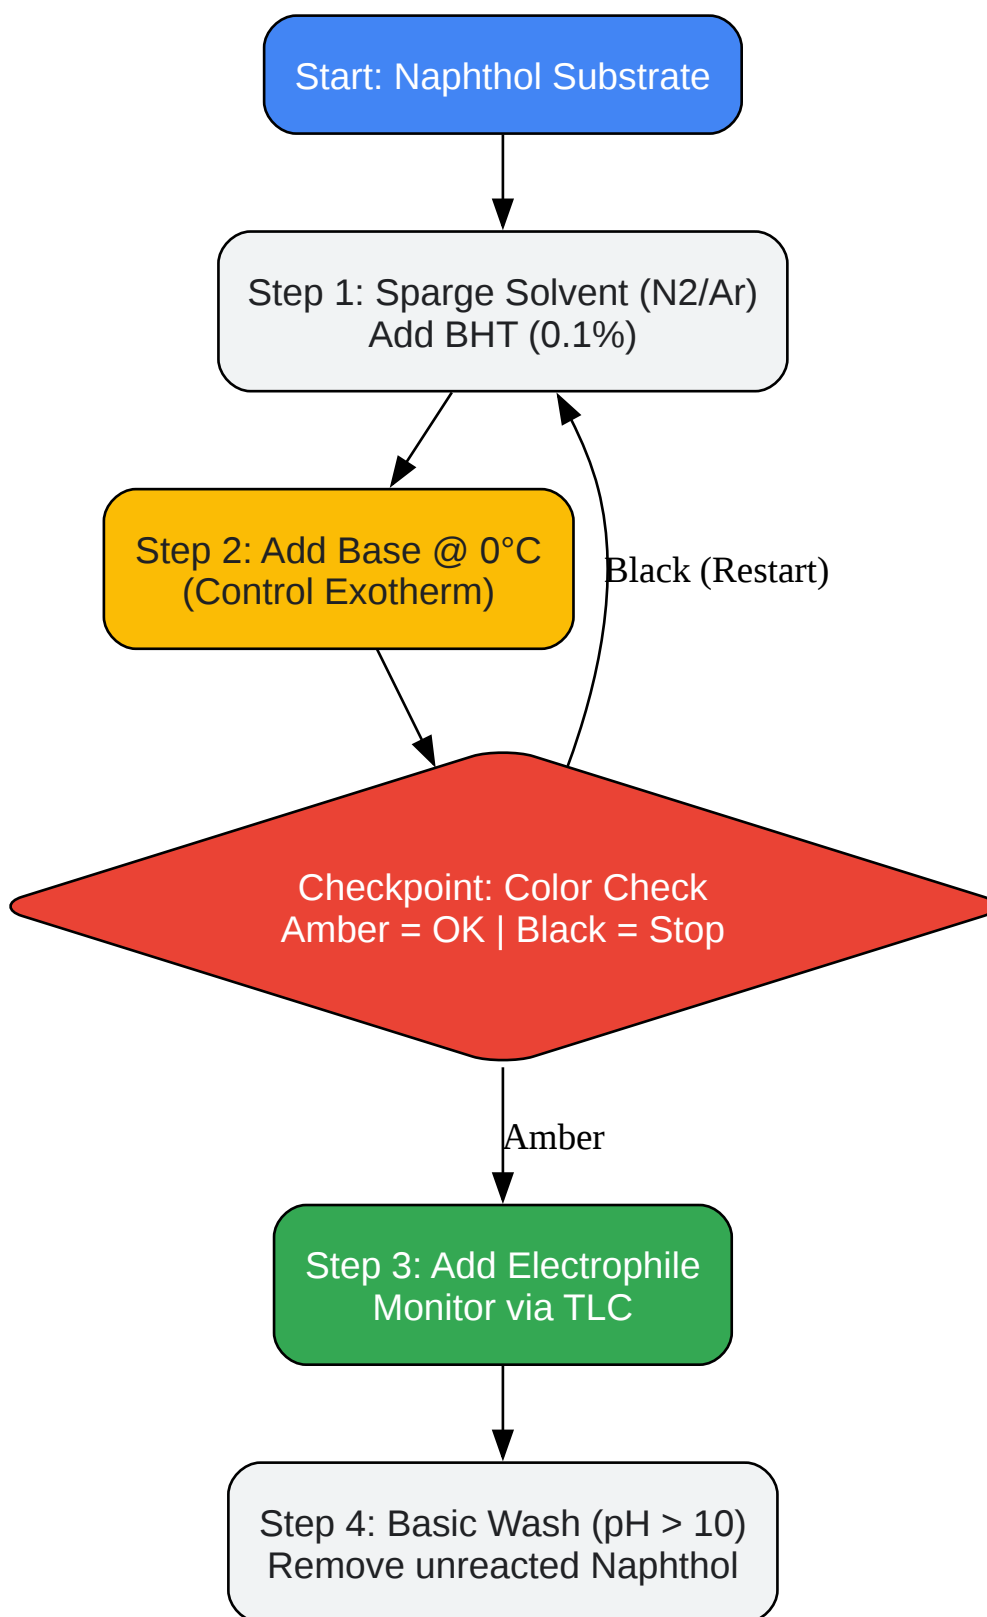 Start: Naphthol Substrate
Step 1: Sparge Solvent (N2/Ar)
Add BHT (0.1%)
Step 2: Add Base @ 0°C
(Control Exotherm)
Black (Restart)
Checkpoint: Color Check
Amber = OK | Black = Stop
Amber
Step 3: Add Electrophile
Monitor via TLC
Step 4: Basic Wash (pH > 10)
Remove unreacted Naphthol